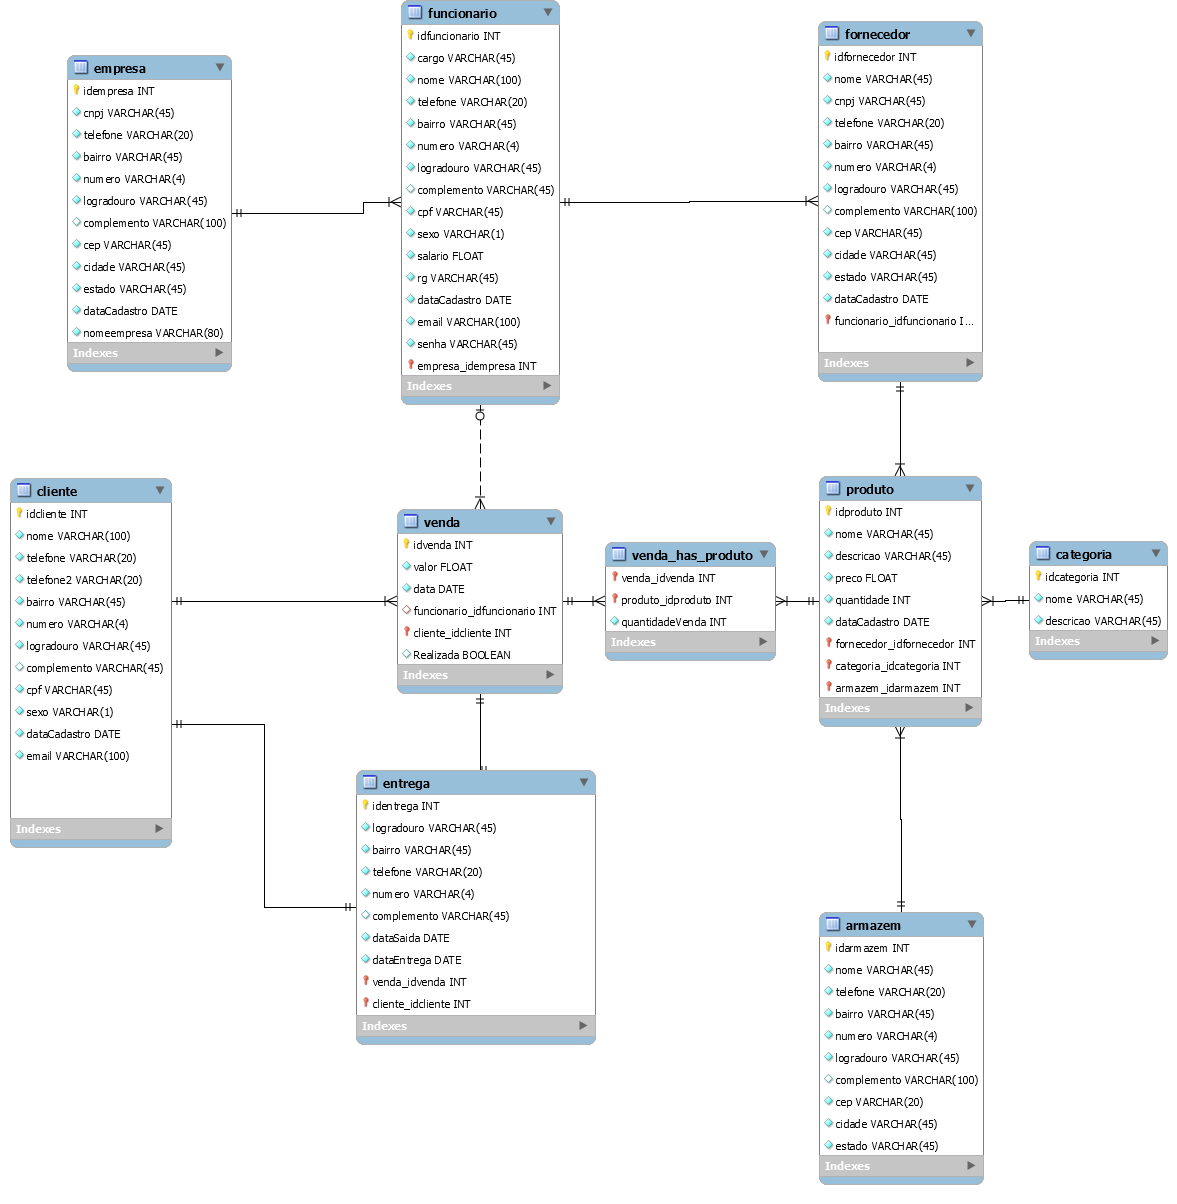 empresa
idempresa INT
cnpj VARCHAR(45)
telefone VARCHAR(20)
bairro VARCHAR(45)
numero VARCHAR(4)
logradouro VARCHAR(45)
complemento VARCHAR(100)
cep VARCHAR(45)
cidade VARCHAR(45)
estado VARCHAR(45)
dataCadastro DATE
nomeempresa VARCHAR(80)
Indexes
funcionario
idfuncionario INT
cargo VARCHAR(45)
nome VARCHAR(100)
telefone VARCHAR(20)
bairro VARCHAR(45)
numero VARCHAR(4)
logradouro VARCHAR(45)
complemento VARCHAR(45)
cpf VARCHAR(45)
sexo VARCHAR(1)
salario FLOAT
rg VARCHAR(45)
dataCadastro DATE
email VARCHAR(100)
senha VARCHAR(45)
empresa_idempresa INT
Indexes
fornecedor
idfornecedor INT
nome VARCHAR(45)
cnpj VARCHAR(45)
telefone VARCHAR(20)
bairro VARCHAR(45)
numero VARCHAR(4)
logradouro VARCHAR(45)
complemento VARCHAR(100)
cep VARCHAR(45)
cidade VARCHAR(45)
estado VARCHAR(45)
dataCadastro DATE
funcionario_idfuncionario I...
Indexes
cliente
idcliente INT
nome VARCHAR(100)
telefone VARCHAR(20)
telefone2 VARCHAR(20)
bairro VARCHAR(45)
numero VARCHAR(4)
logradouro VARCHAR(45)
complemento VARCHAR(45)
cpf VARCHAR(45)
sexo VARCHAR(1)
dataCadastro DATE
email VARCHAR(100)
Indexes
venda
idvenda INT
valor FLOAT
data DATE
funcionario_idfuncionario INT
cliente_idcliente INT
Realizada BOOLEAN
Indexes
venda_has_produto
venda_idvenda INT
produto_idproduto INT
quantidadeVenda INT
Indexes
produto
idproduto INT
nome VARCHAR(45)
descricao VARCHAR(45)
preco FLOAT
quantidade INT
dataCadastro DATE
fornecedor_idfornecedor INT
categoria_idcategoria INT
armazem_idarmazem INT
Indexes
categoria
idcategoria INT
nome VARCHAR(45)
descricao VARCHAR(45)
Indexes
entrega
identrega INT
logradouro VARCHAR(45)
bairro VARCHAR(45)
telefone VARCHAR(20)
numero VARCHAR(4)
complemento VARCHAR(45)
dataSaida DATE
dataEntrega DATE
venda_idvenda INT
cliente_idcliente INT
Indexes
armazem
idarmazem INT
nome VARCHAR(45)
telefone VARCHAR(20)
bairro VARCHAR(45)
numero VARCHAR(4)
logradouro VARCHAR(45)
complemento VARCHAR(100)
cep VARCHAR(20)
cidade VARCHAR(45)
estado VARCHAR(45)
Indexes